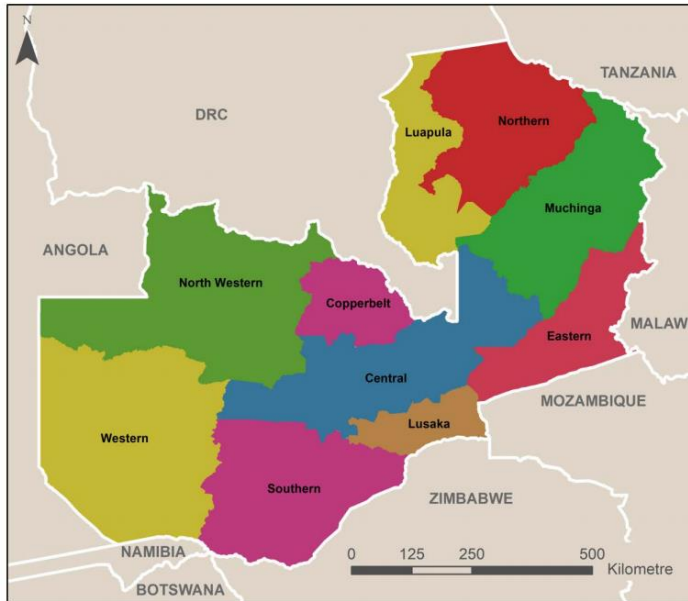 N
TANZANIA
DRC
Luapula
Northern
Muchinga
ANGOLA
North Western
Copperbelt
MALAW
Eastern
Central
MOZAMBIQUE
Western
Lusaka
Southern
ZIMBABWE
NAMIBIA
0 125 250 500 Kilometre
BOTSWANA